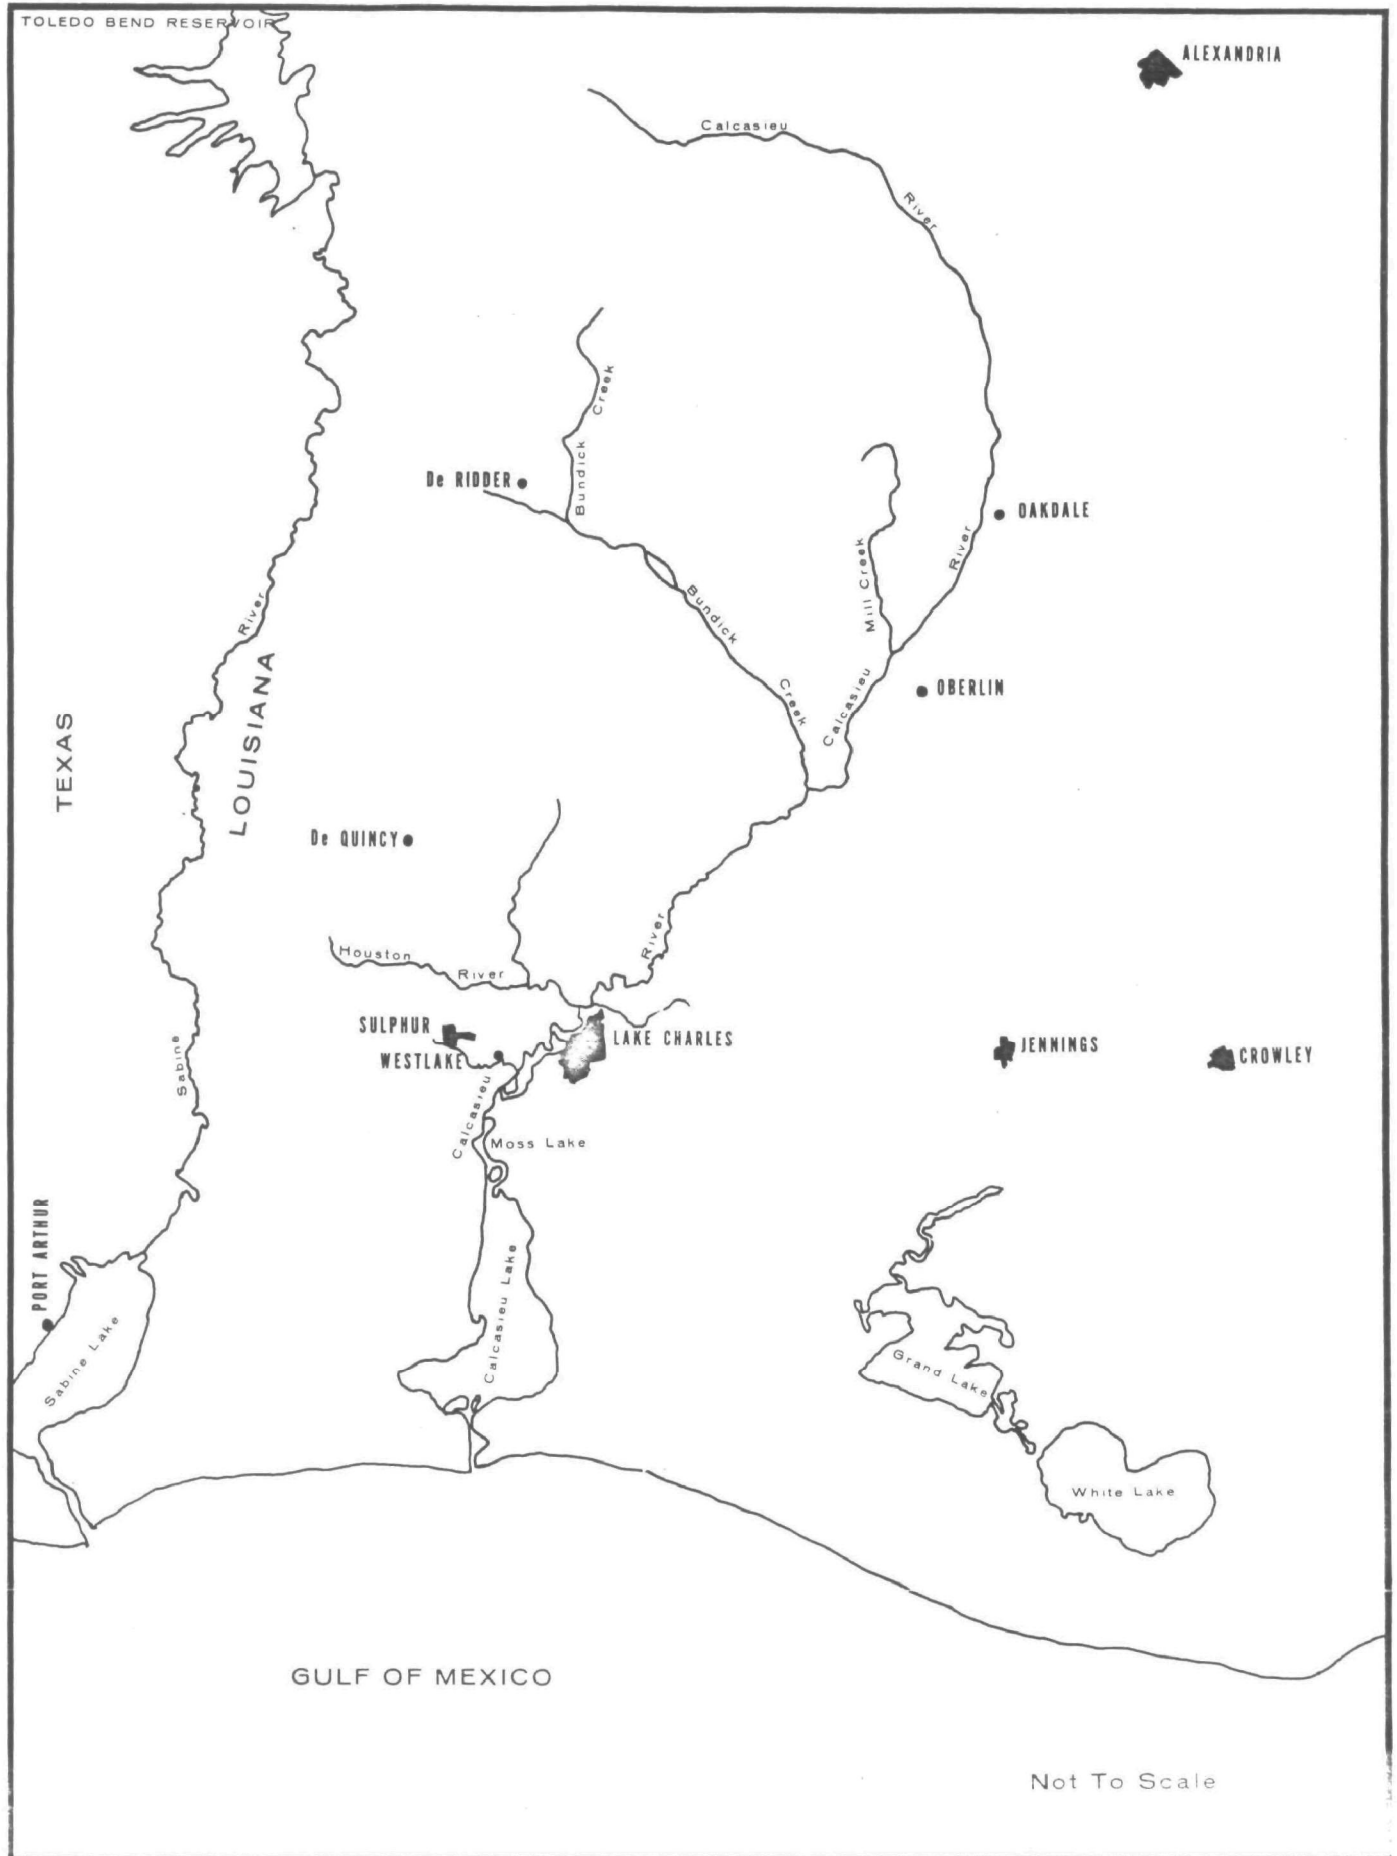 TOLEDO BEND RESERVOIR
ALEXANDRIA
Calcasieu
River
Creek
Bundick
De RIDDER
OAKDALE
River
Mill Creek
Bundick
River
Creek
Calcasieu
OBERLIN
LOUISIANA
TEXAS
De QUINCY
River
Houston
River
SULPHUR
LAKE CHARLES
WESTLAKE
JENNINGS
CROWLEY
Sabine
Calcasieu
Moss Lake
PORT ARTHUR
Sabine Lake
Calcasieu Lake
Grand Lake
White Lake
GULF OF MEXICO
Not To Scale